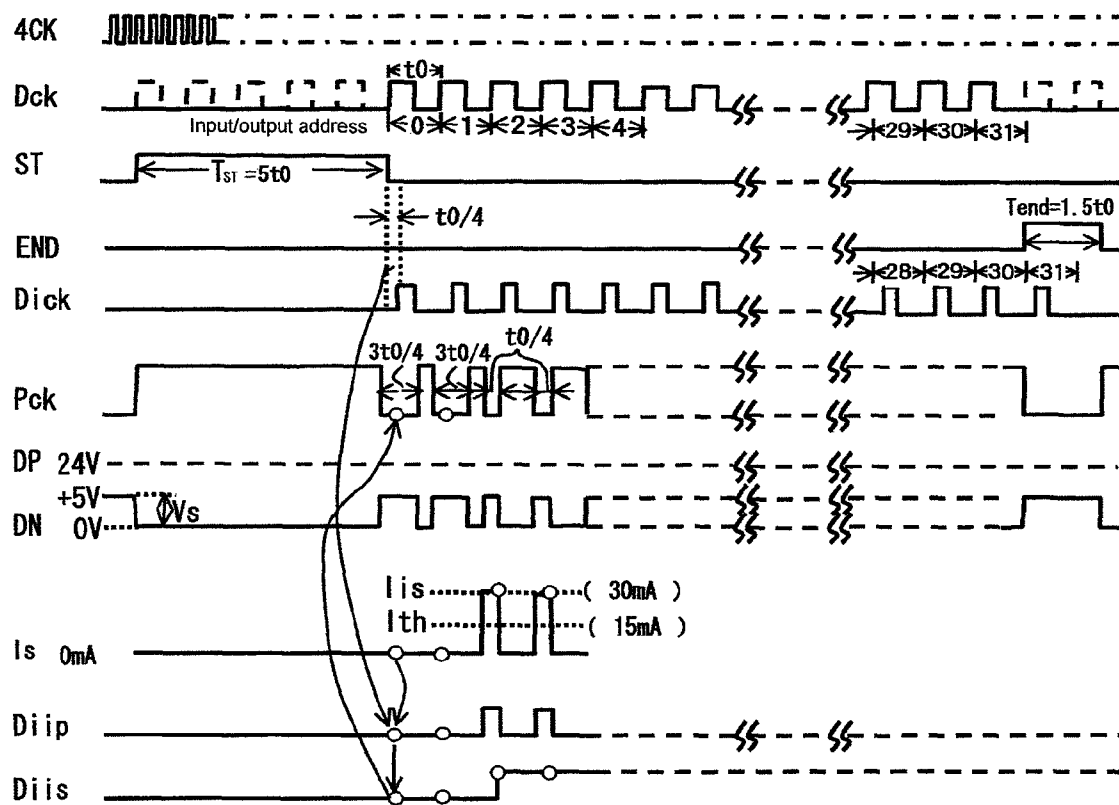 4CK
t0
Dck
Input/output address 0 1 2 3 4 29 30 31
ST
TST =5t0
t0/4
Tend=1.5t0
END
28 29 30 31
Dick
3t0/4 3t0/4 t0/4
Pck
DP 24V
+5V
Vs
DN 0V
Iis ( 30mA )
Ith ( 15mA )
Is 0mA
Diip
Diis